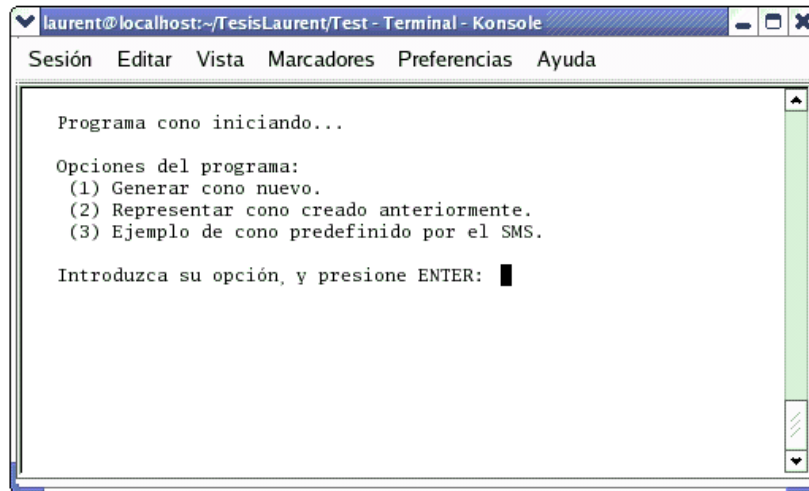 laurent@localhost:~/TesisLaurent/Test - Terminal - Konsole
Sesión Editar Vista Marcadores Preferencias Ayuda
Programa cono iniciando...
Opciones del programa:
(1) Generar cono nuevo.
(2) Representar cono creado anteriormente.
(3) Ejemplo de cono predefinido por el SMS.
Introduzca su opción, y presione ENTER: